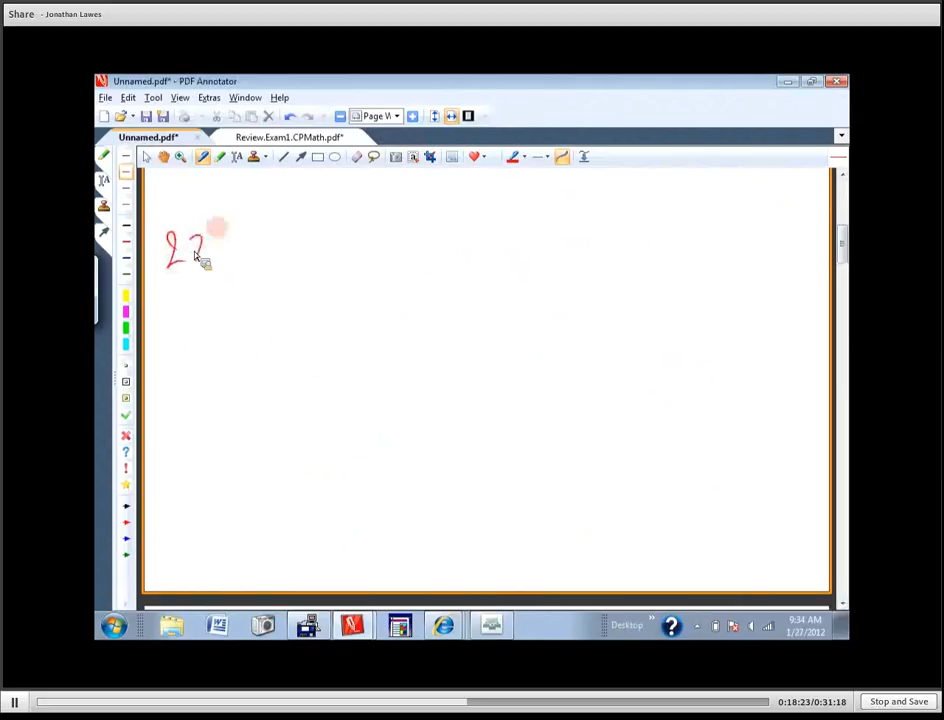 Share - Jonathan Lawes
Unnamed.pdf* - PDF Annotator
File Edit Tool View Extras Window Help
Page W
Unnamed.pdf* Review.Exam1.CPMath.pdf*
22
Desktop
9:34 AM
1/27/2012
0:18:23/0:31:18 Stop and Save